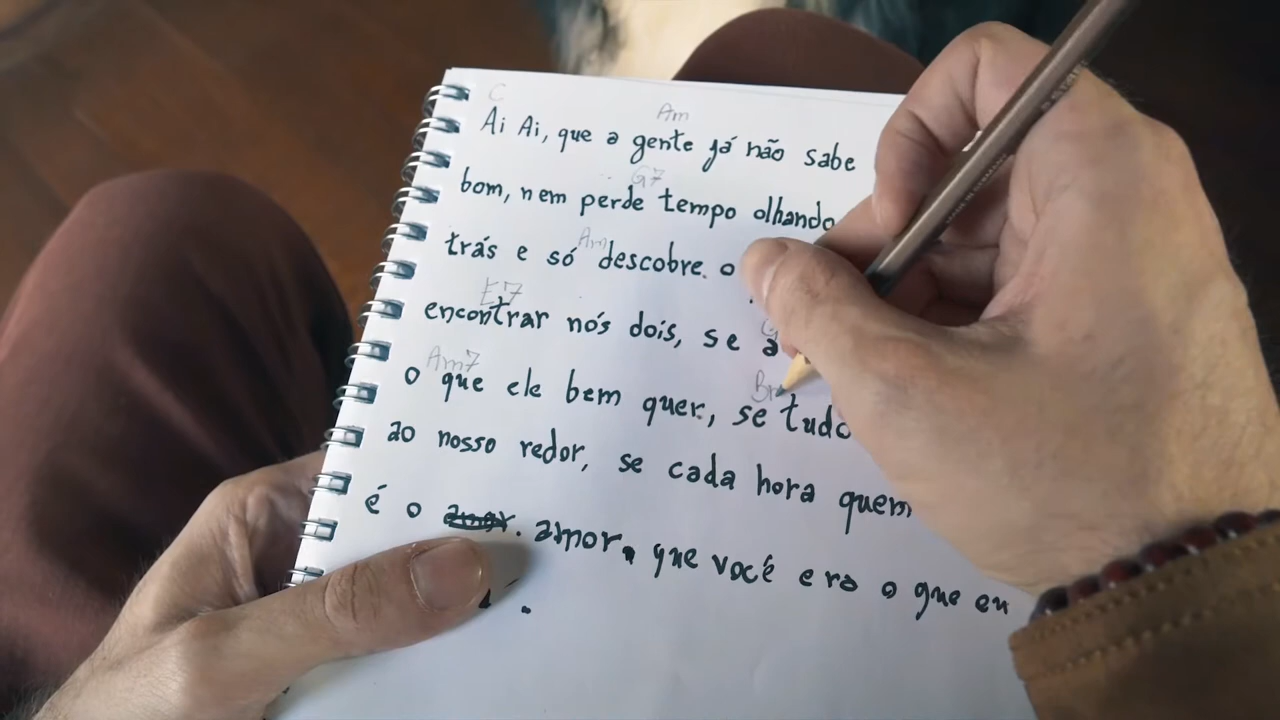 C Am
Ai Ai, que a gente já não sabe
G7
bom, nem perde tempo olhando
Am
trás e só descobre o
E7
encontrar nós dois, se a
Am7
o que ele bem quer, se tudo
ao nosso redor, se cada hora quem
é o amor. amor, que você era o que eu